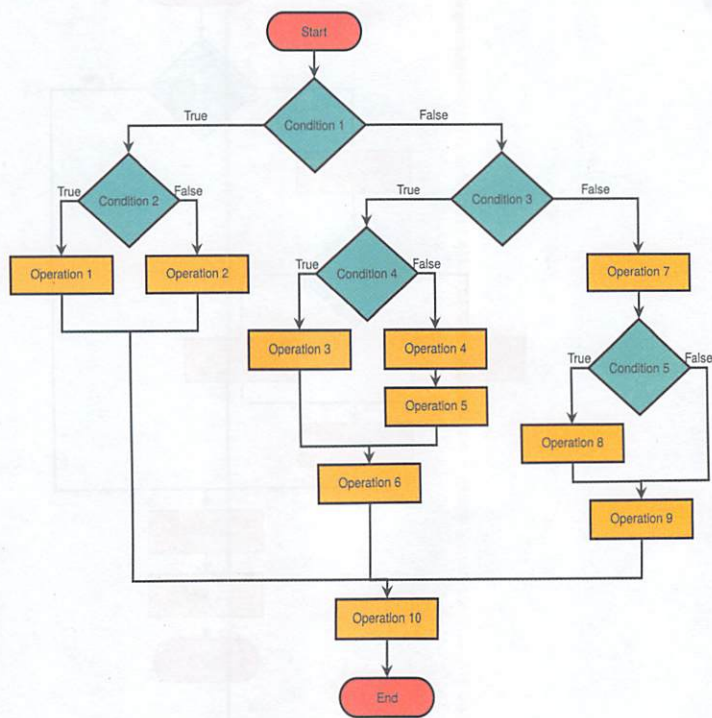 Start
Condition 1
True
False
Condition 2
True
False
Condition 3
True
False
Operation 1
Operation 2
Condition 4
True
False
Operation 7
Operation 3
Operation 4
Condition 5
True
False
Operation 5
Operation 8
Operation 6
Operation 9
Operation 10
End